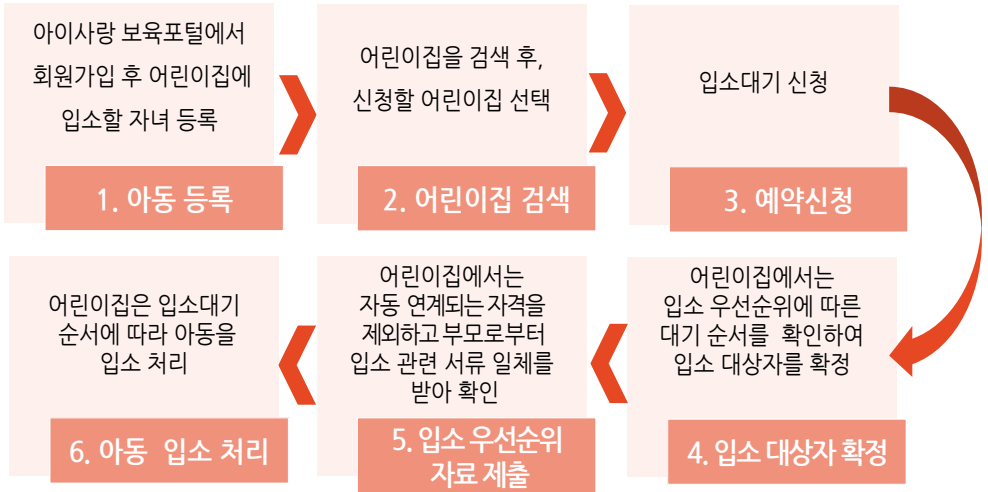 아이사랑 보육포털에서
회원가입 후 어린이집에
입소할 자녀 등록
1. 아동 등록
어린이집을 검색 후,
신청할 어린이집 선택
2. 어린이집 검색
입소대기 신청
3. 예약신청
어린이집에서는
입소 우선순위에 따른
대기 순서를 확인하여
입소 대상자를 확정
4. 입소 대상자 확정
어린이집에서는
자동 연계되는 자격을
제외하고 부모로부터
입소 관련 서류 일체를
받아 확인
5. 입소 우선순위
자료 제출
어린이집은 입소대기
순서에 따라 아동을
입소 처리
6. 아동 입소 처리